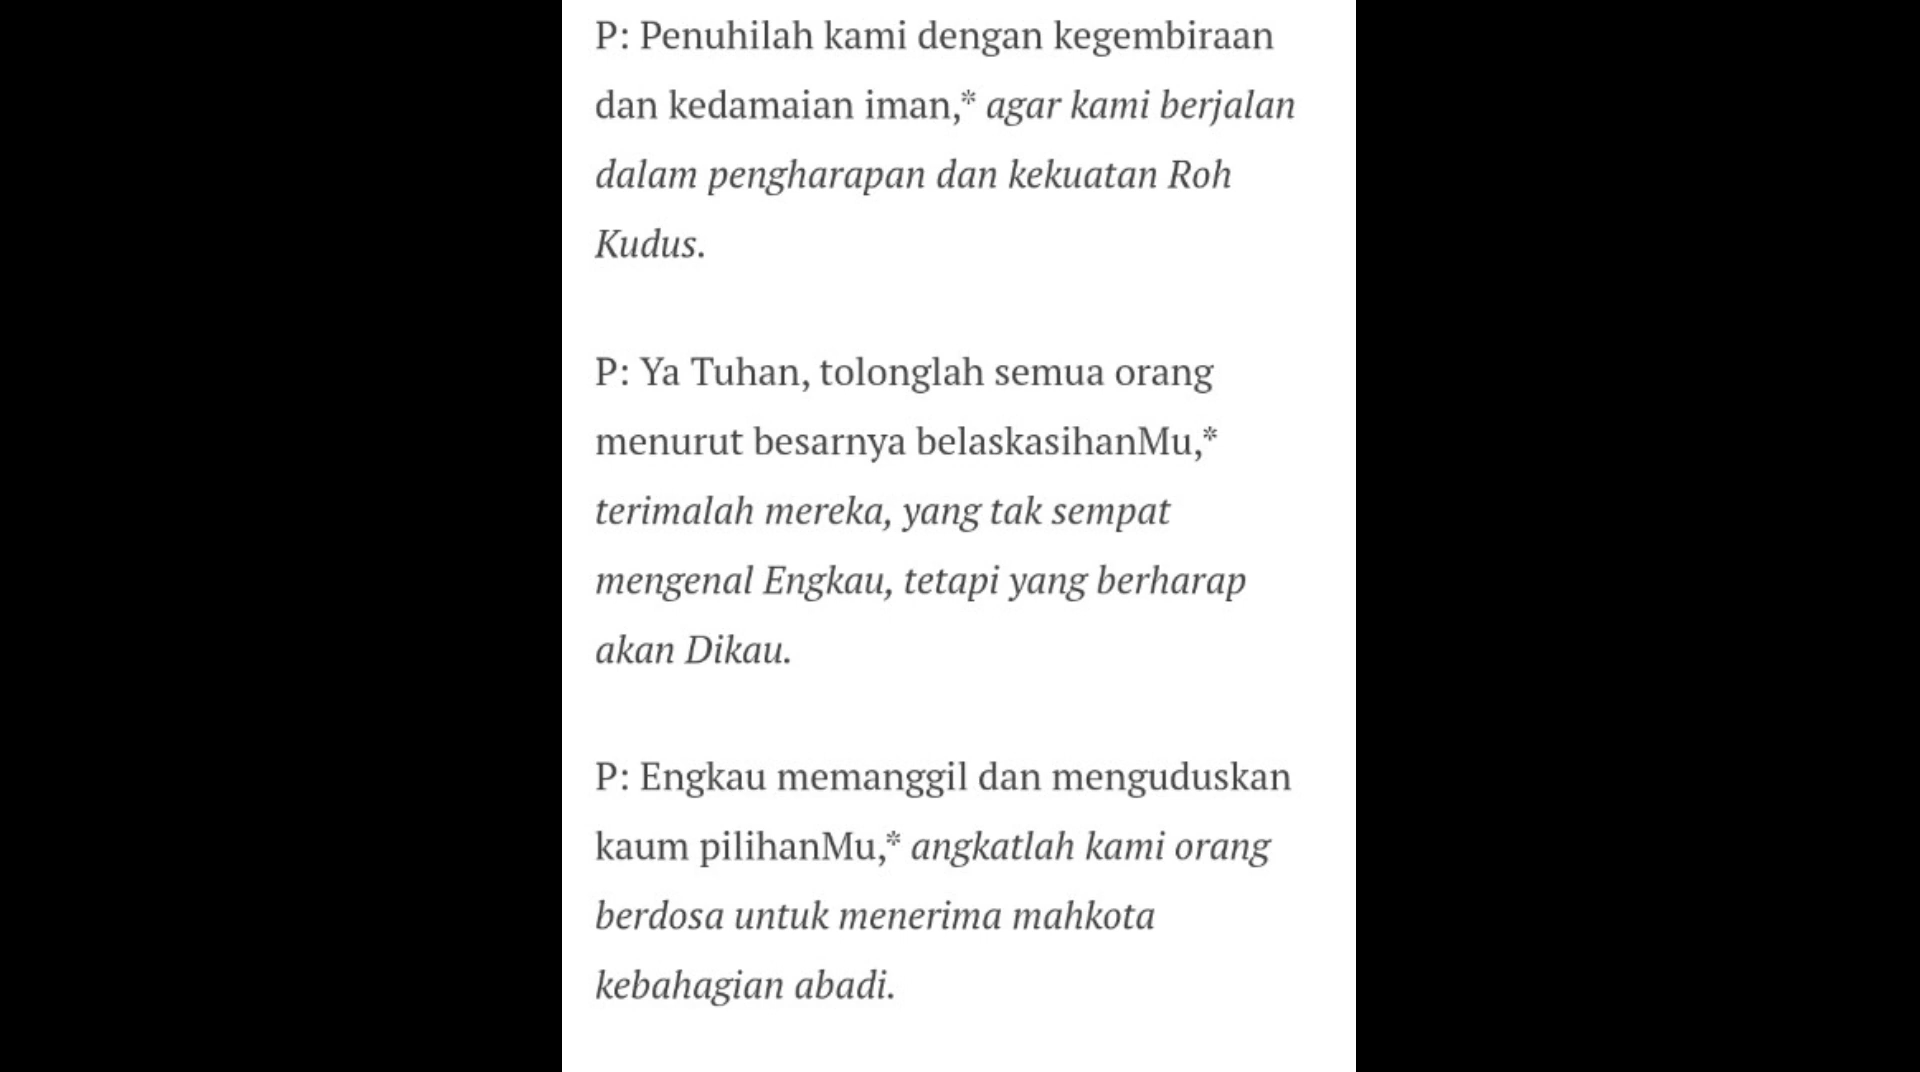 P: Penuhilah kami dengan kegembiraan
dan kedamaian iman,* agar kami berjalan
dalam pengharapan dan kekuatan Roh
Kudus.
P: Ya Tuhan, tolonglah semua orang
menurut besarnya belaskasihanMu,*
terimalah mereka, yang tak sempat
mengenal Engkau, tetapi yang berharap
akan Dikau.
P: Engkau memanggil dan menguduskan
kaum pilihanMu,* angkatlah kami orang
berdosa untuk menerima mahkota
kebahagian abadi.